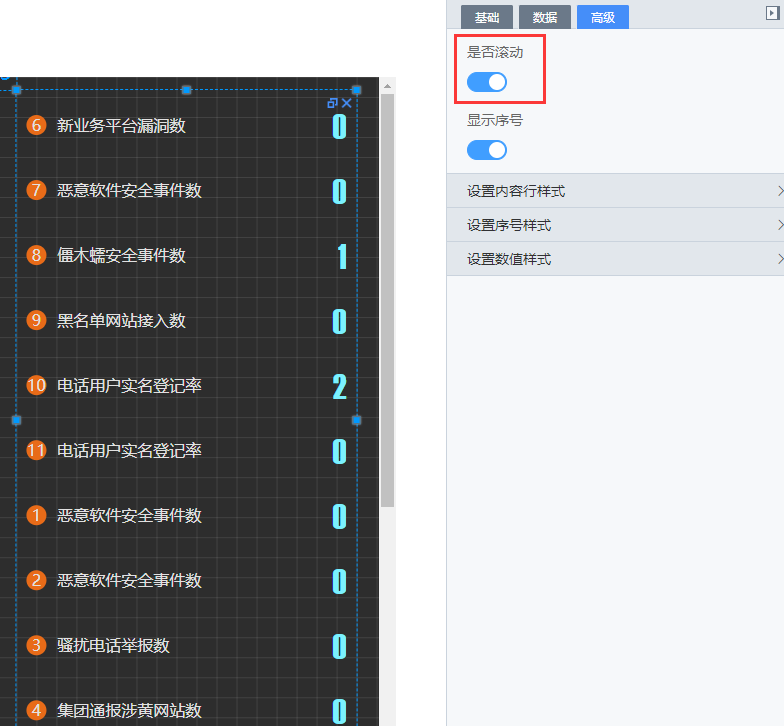 基础 数据 高级
是否滚动
显示序号
设置内容行样式
设置序号样式
设置数值样式
6 新业务平台漏洞数 0
7 恶意软件安全事件数 0
8 僵木蠕安全事件数 1
9 黑名单网站接入数 0
10 电话用户实名登记率 2
11 电话用户实名登记率 0
1 恶意软件安全事件数 0
2 恶意软件安全事件数 0
3 骚扰电话举报数 0
4 集团通报涉黄网站数 0